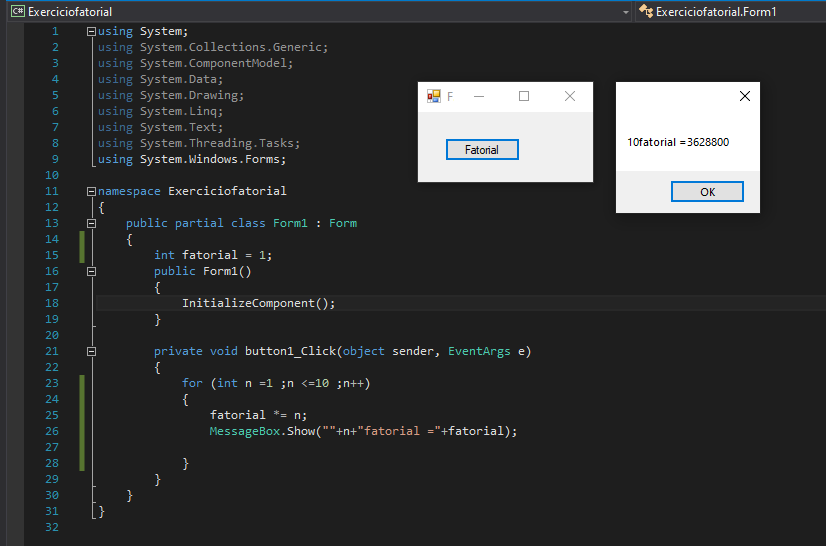 C# Exerciciofatorial
Exerciciofatorial.Form1
1 using System;
2 using System.Collections.Generic;
3 using System.ComponentModel;
4 using System.Data;
5 using System.Drawing;
6 using System.Linq;
7 using System.Text;
8 using System.Threading.Tasks;
9 using System.Windows.Forms;
10
11 namespace Exerciciofatorial
12 {
13 public partial class Form1 : Form
14 {
15 int fatorial = 1;
16 public Form1()
17 {
18 InitializeComponent();
19 }
20
21 private void button1_Click(object sender, EventArgs e)
22 {
23 for (int n =1 ;n <=10 ;n++)
24 {
25 fatorial *= n;
26 MessageBox.Show(""+n+"fatorial ="+fatorial);
27
28 }
29 }
30 }
31 }
32
F
Fatorial
10fatorial =3628800
OK